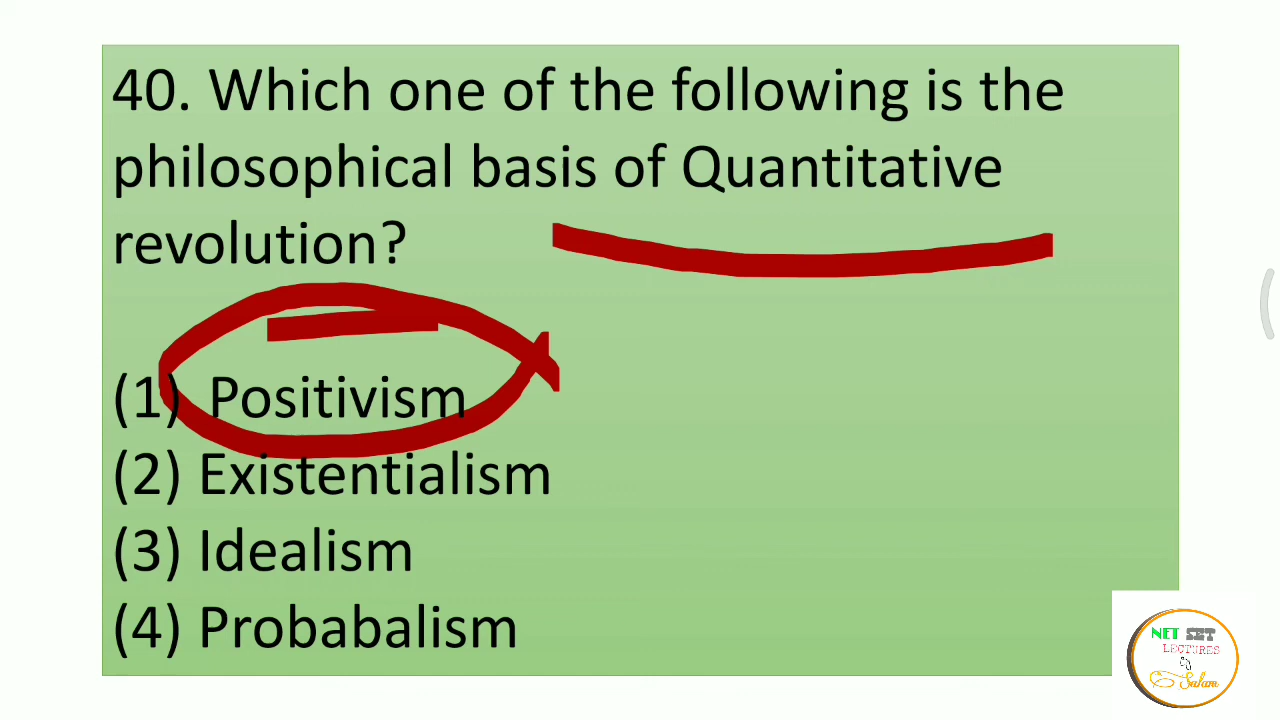 40. Which one of the following is the
philosophical basis of Quantitative
revolution?
(1) Positivism
(2) Existentialism
(3) Idealism
(4) Probabalism
NET SET
LECTURES